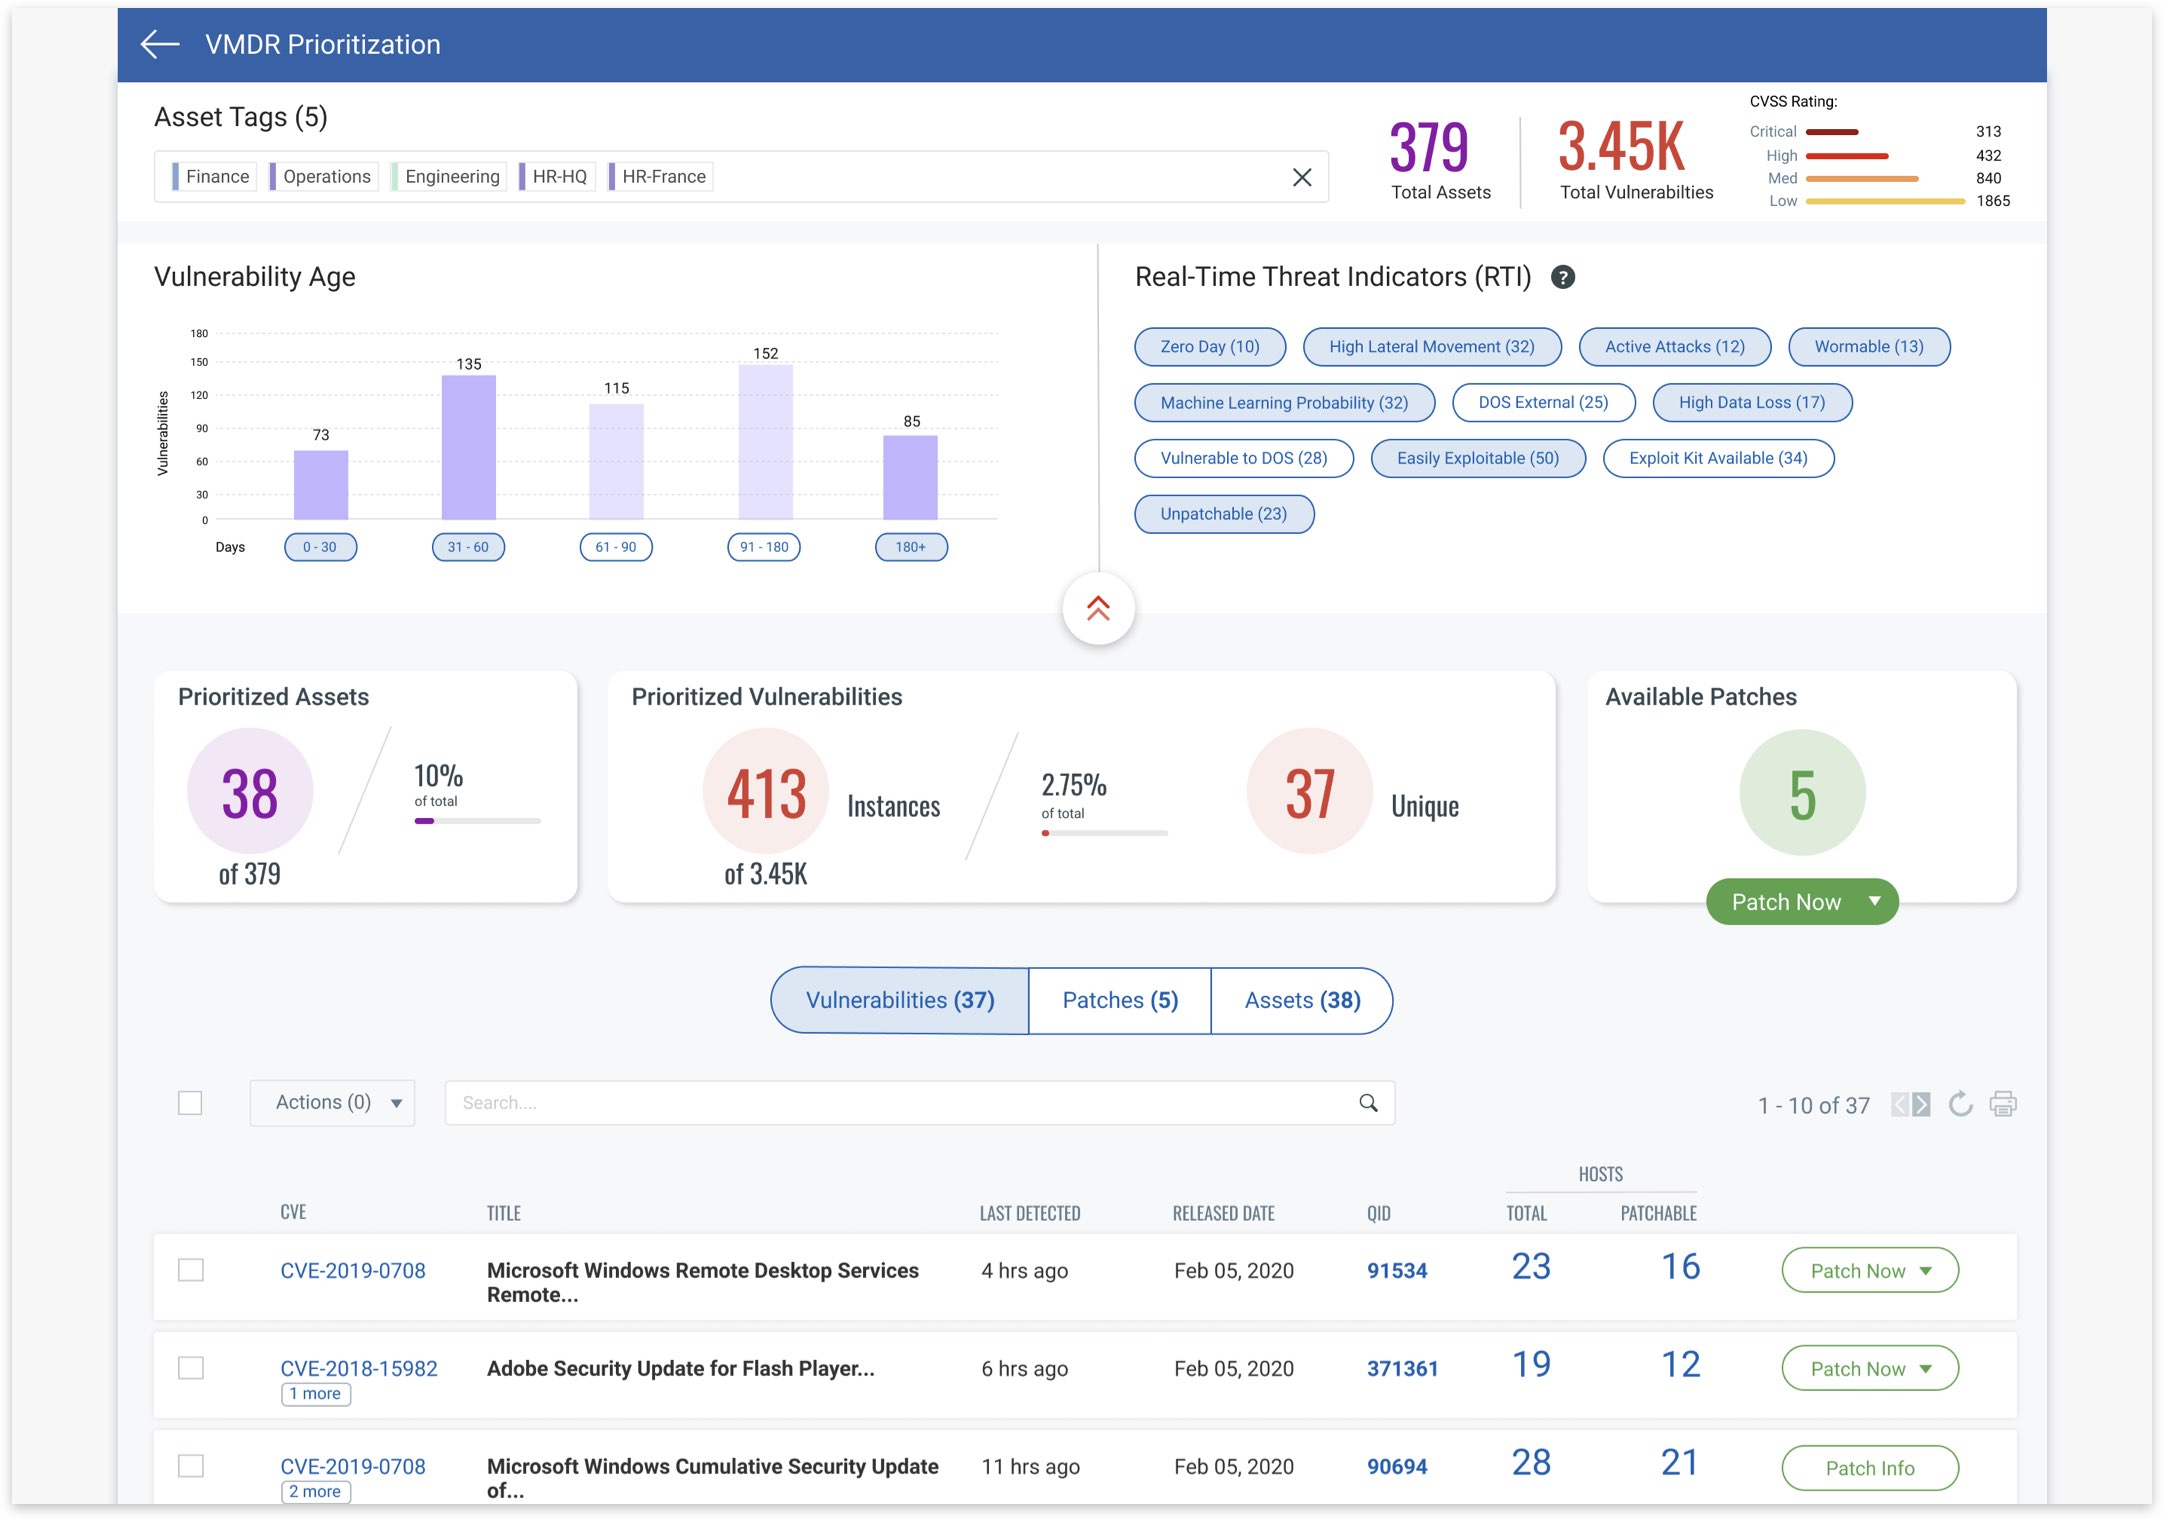 VMDR Prioritization
Asset Tags (5)
Finance Operations Engineering HR-HQ HR-France
379
Total Assets
3.45K
Total Vulnerabilties
CVSS Rating:
Critical 313
High 432
Med 840
Low 1865
Vulnerability Age
Vulnerabilities
180
150
120
90
60
30
0
73
135
115
152
85
Days 0 - 30 31 - 60 61 - 90 91 - 180 180+
Real-Time Threat Indicators (RTI) ?
Zero Day (10) High Lateral Movement (32) Active Attacks (12) Wormable (13)
Machine Learning Probability (32) DOS External (25) High Data Loss (17)
Vulnerable to DOS (28) Easily Exploitable (50) Exploit Kit Available (34)
Unpatchable (23)
Prioritized Assets
38
of 379
10%
of total
Prioritized Vulnerabilities
413 Instances
of 3.45K
2.75%
of total
37 Unique
Available Patches
5
Patch Now
Vulnerabilities (37) Patches (5) Assets (38)
Actions (0) Search.... 1 - 10 of 37
HOSTS
CVE TITLE LAST DETECTED RELEASED DATE QID TOTAL PATCHABLE
CVE-2019-0708 Microsoft Windows Remote Desktop Services 4 hrs ago Feb 05, 2020 91534 23 16 Patch Now
Remote...
CVE-2018-15982 Adobe Security Update for Flash Player... 6 hrs ago Feb 05, 2020 371361 19 12 Patch Now
1 more
CVE-2019-0708 Microsoft Windows Cumulative Security Update 11 hrs ago Feb 05, 2020 90694 28 21 Patch Info
2 more of...